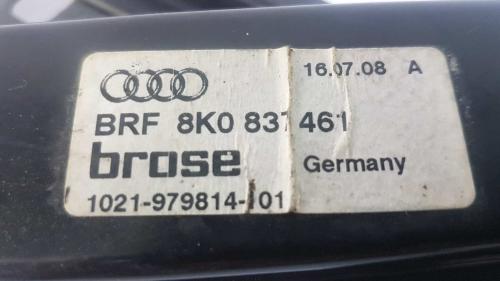 16.07.08 A
BRF 8K0 837 461
brose Germany
1021-979814-101